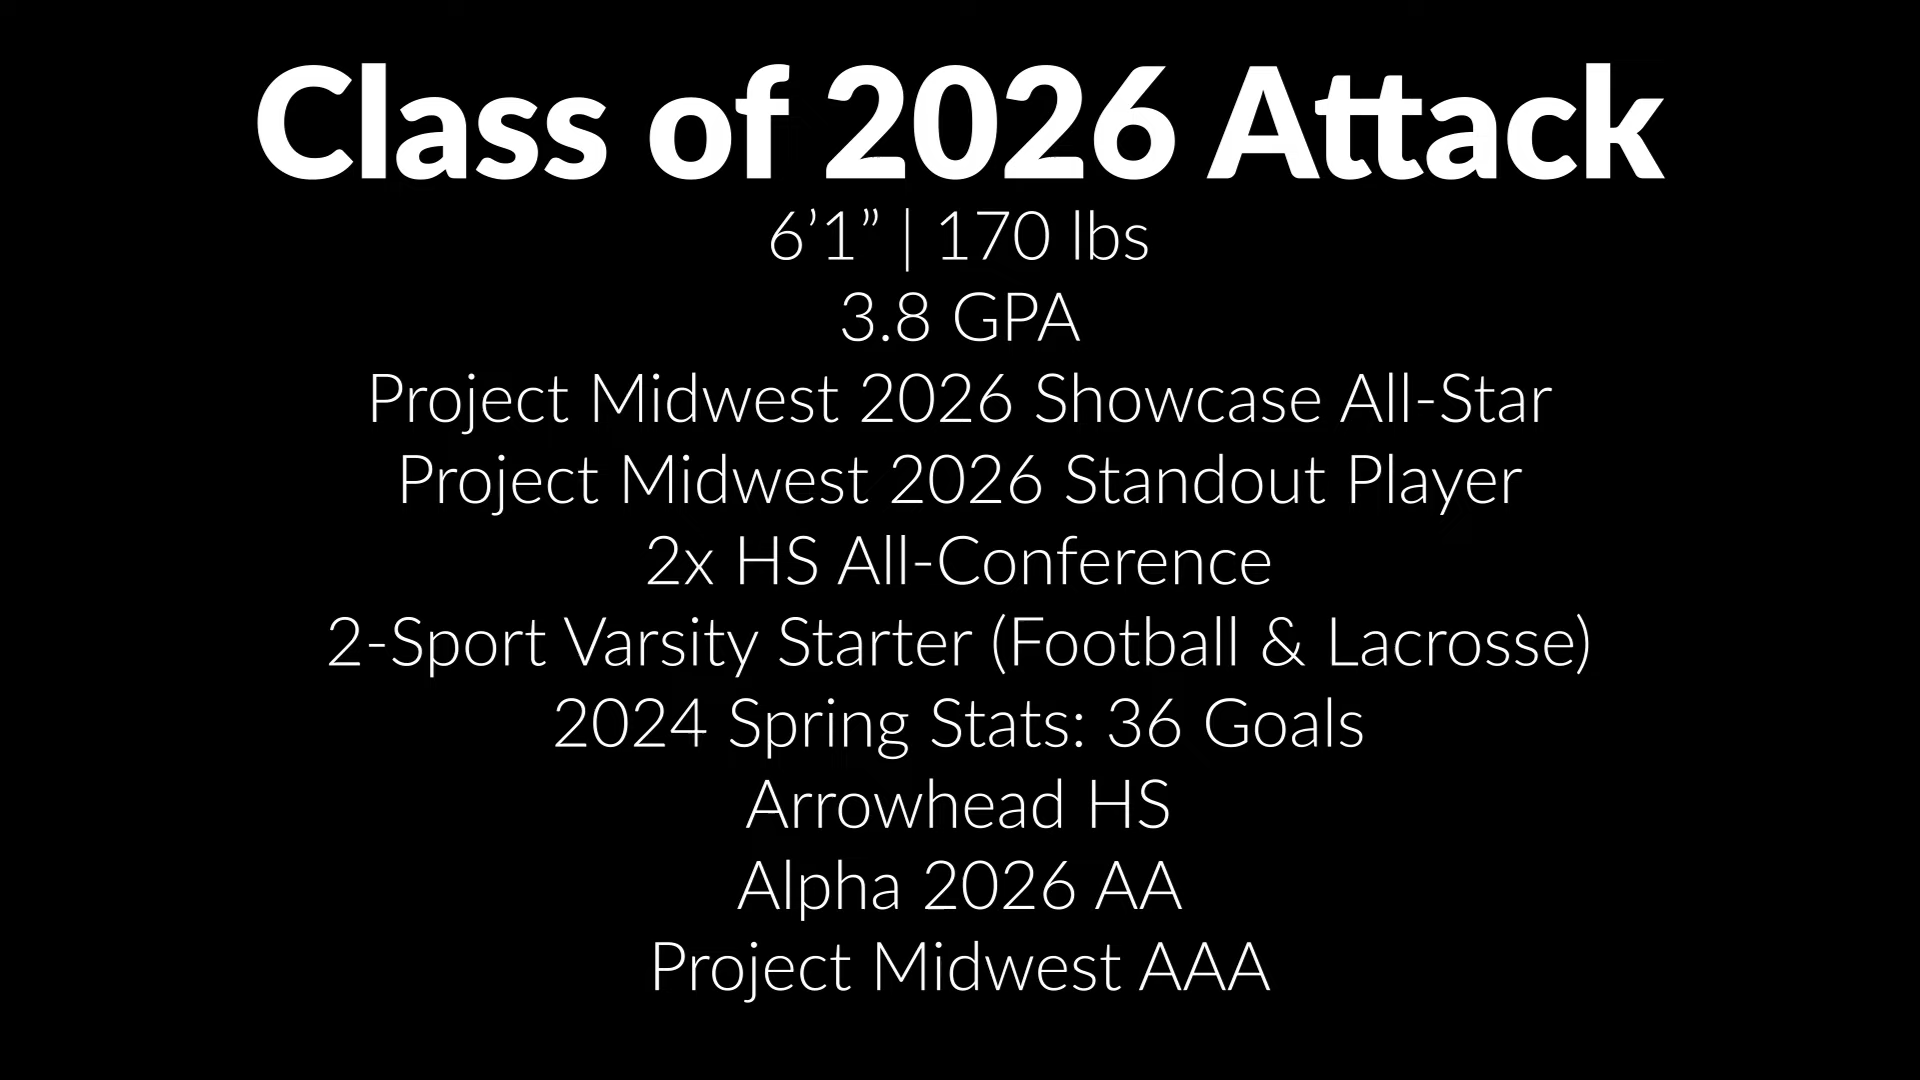 Class of 2026 Attack
6’1” | 170 lbs
3.8 GPA
Project Midwest 2026 Showcase All-Star
Project Midwest 2026 Standout Player
2x HS All-Conference
2-Sport Varsity Starter (Football & Lacrosse)
2024 Spring Stats: 36 Goals
Arrowhead HS
Alpha 2026 AA
Project Midwest AAA